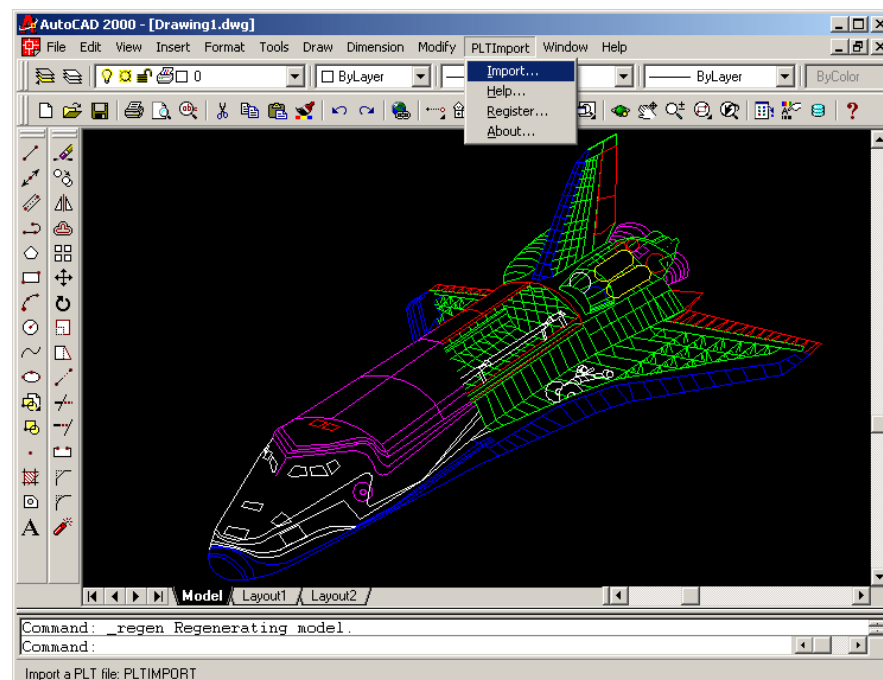 AutoCAD 2000 - [Drawing1.dwg]
File Edit View Insert Format Tools Draw Dimension Modify PLTImport Window Help
0 ByLayer ByLayer ByColor
Import...
Help...
Register...
About...
A
Model Layout1 Layout2
Command: _regen Regenerating model.
Command:
Import a PLT file: PLTIMPORT